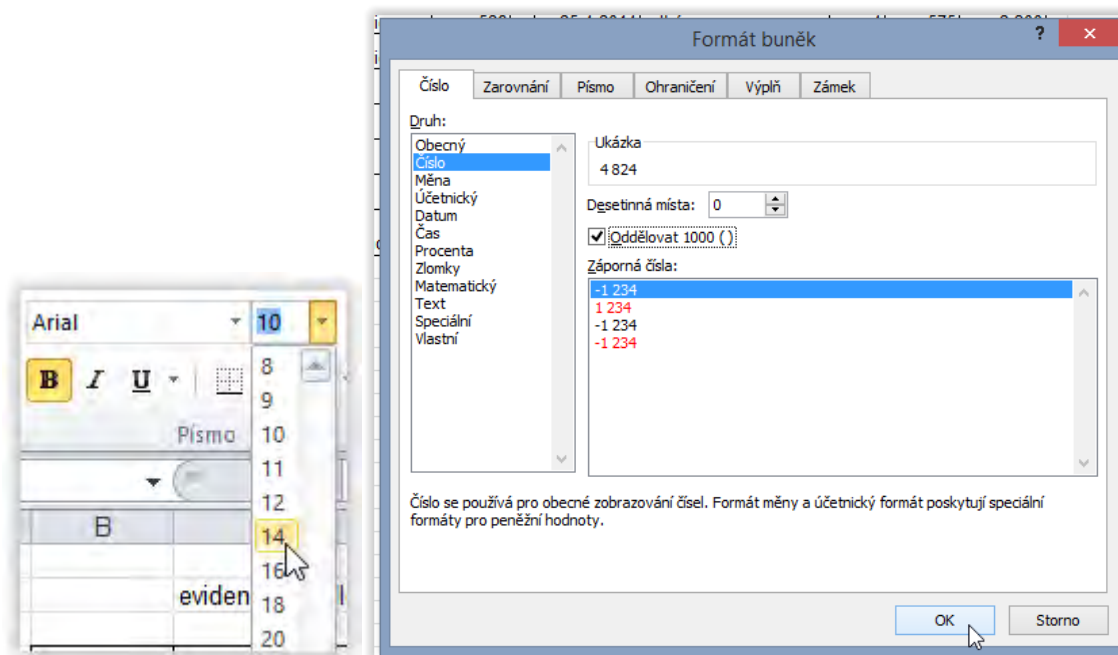 Arial 10
B I U
8
9
10
11
12
14
16
18
20
Písmo
B
eviden
Formát buněk ?
Číslo Zarovnání Písmo Ohraničení Výplň Zámek
Druh:
Obecný
Číslo
Měna
Účetnický
Datum
Čas
Procenta
Zlomky
Matematický
Text
Speciální
Vlastní
Ukázka
4 824
Desetinná místa: 0
Oddělovat 1000 ( )
Záporná čísla:
-1 234
1 234
-1 234
-1 234
Číslo se používá pro obecné zobrazování čísel. Formát měny a účetnický formát poskytují speciální
formáty pro peněžní hodnoty.
OK Storno